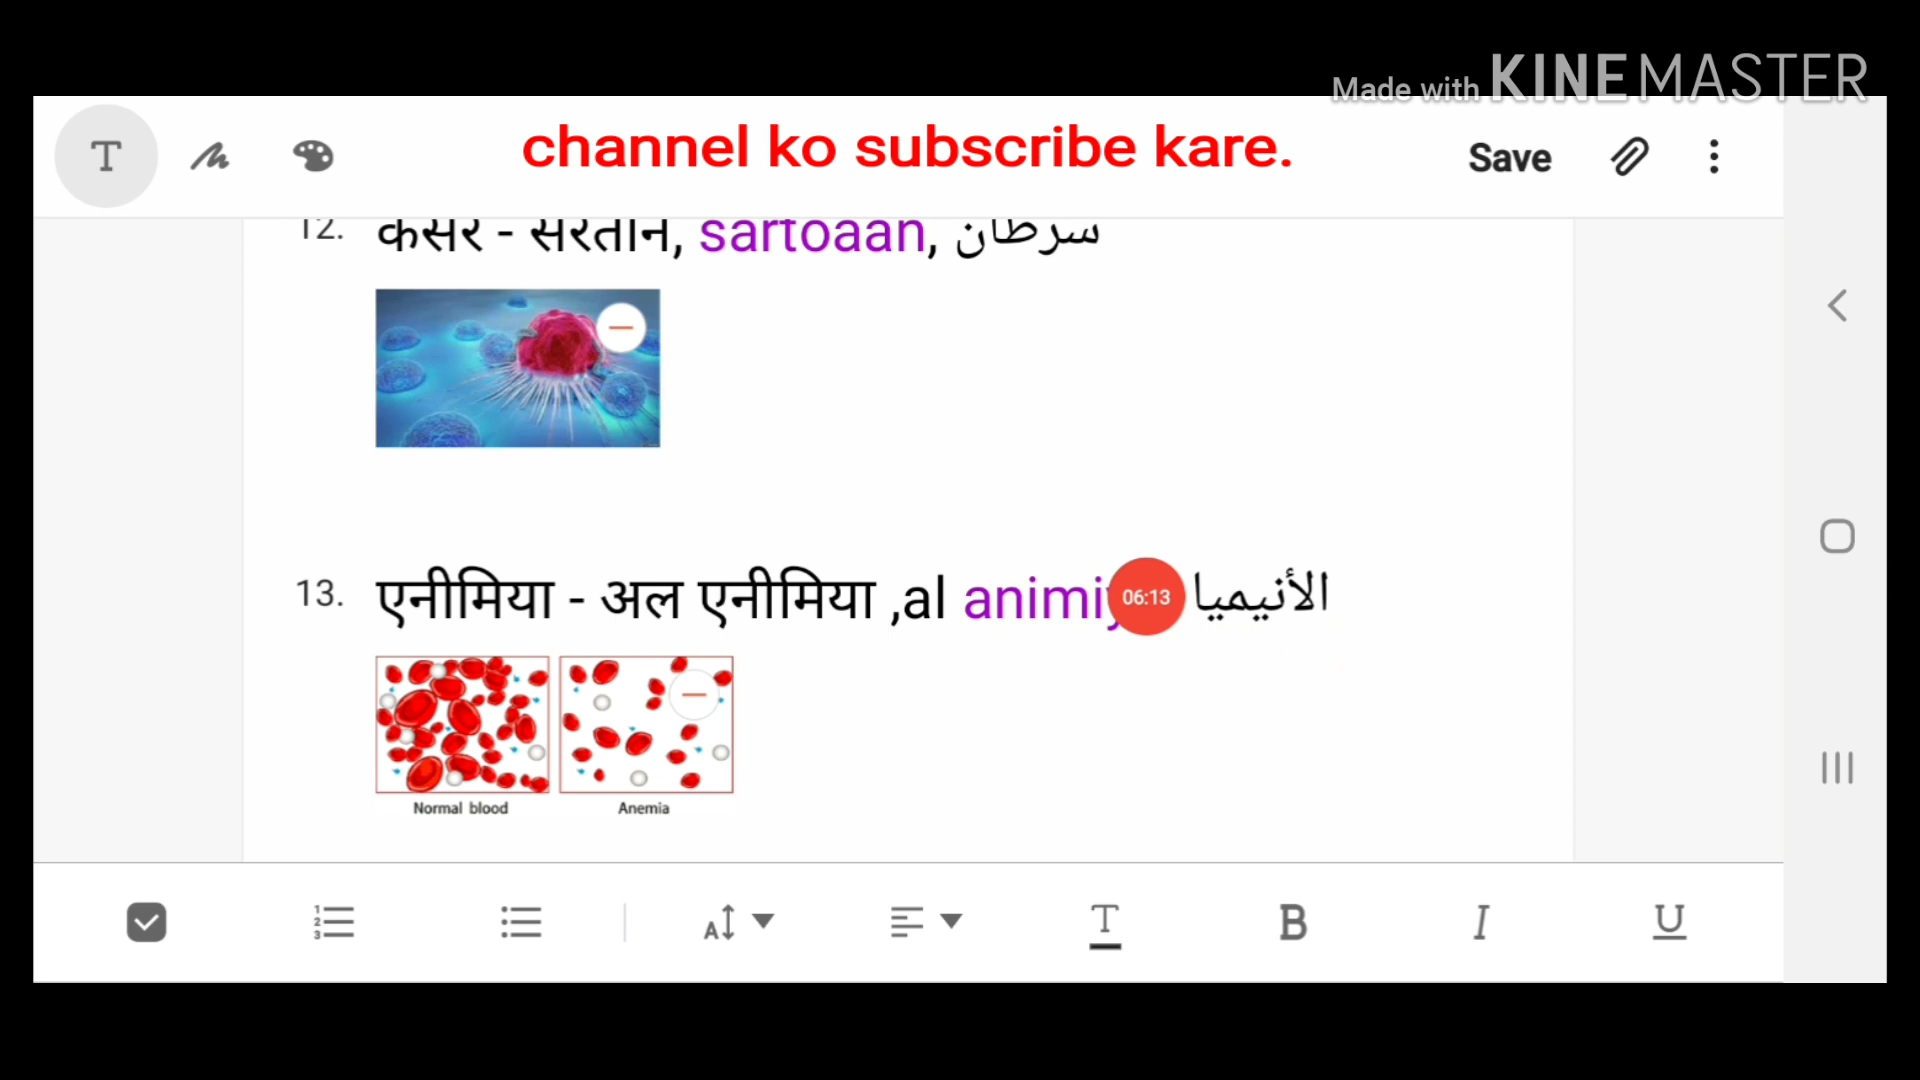 Made with KINEMASTER
channel ko subscribe kare.
Save
12. कैंसर - सरतान, sartoaan, سرطان
13. एनीमिया - अल एनीमिया ,al الأنيميا
06:13
Normal blood
Anemia